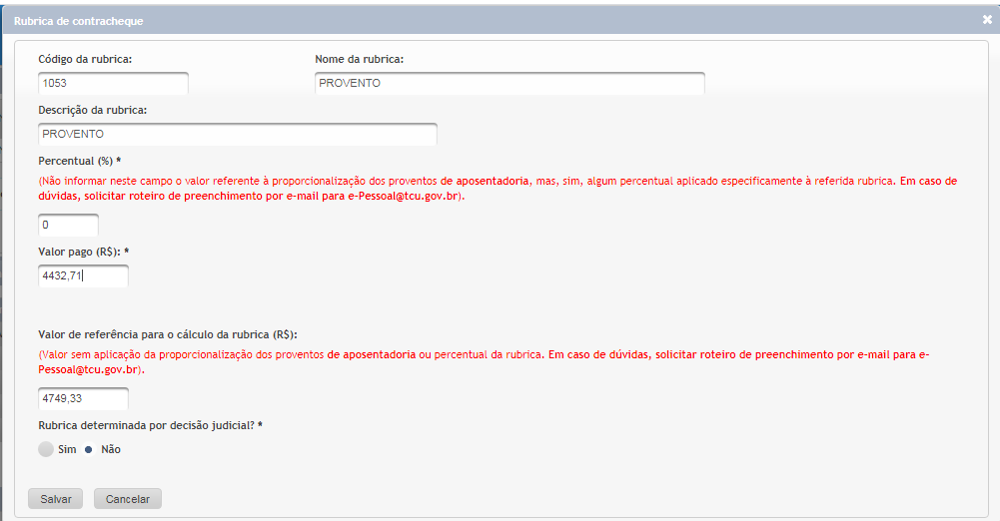 Rubrica de contracheque
Código da rubrica: Nome da rubrica:
1053 PROVENTO
Descrição da rubrica:
PROVENTO
Percentual (%) *
(Não informar neste campo o valor referente à proporcionalização dos proventos de aposentadoria, mas, sim, algum percentual aplicado especificamente à referida rubrica. Em caso de
dúvidas, solicitar roteiro de preenchimento por e-mail para e-Pessoal@tcu.gov.br).
0
Valor pago (R$): *
4432,71
Valor de referência para o cálculo da rubrica (R$):
(Valor sem aplicação da proporcionalização dos proventos de aposentadoria ou percentual da rubrica. Em caso de dúvidas, solicitar roteiro de preenchimento por e-mail para e-
Pessoal@tcu.gov.br).
4749,33
Rubrica determinada por decisão judicial? *
Sim Não
Salvar Cancelar